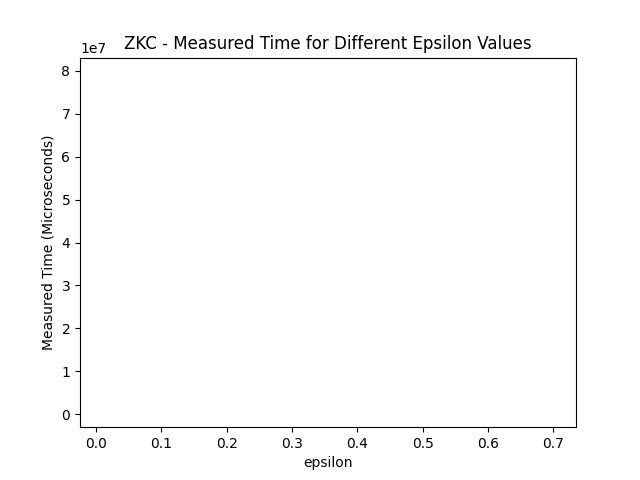 ZKC - Measured Time for Different Epsilon Values
1e7
Measured Time (Microseconds)
8
7
6
5
4
3
2
1
0
0.0 0.1 0.2 0.3 0.4 0.5 0.6 0.7
epsilon